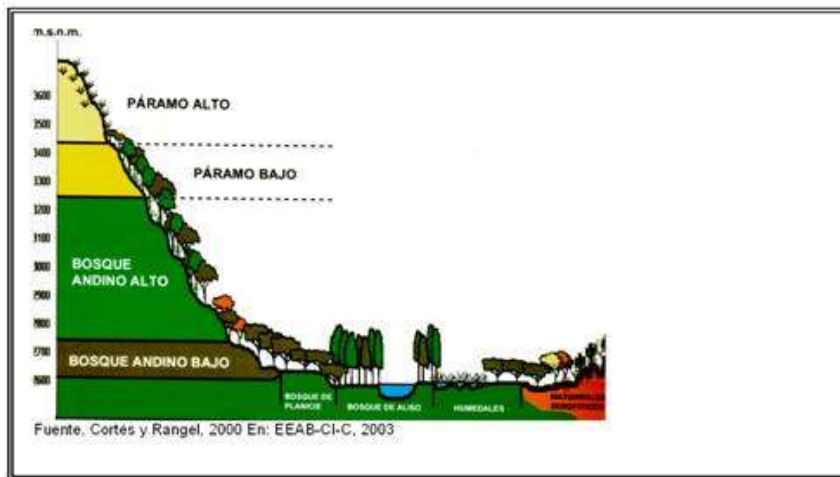 m.s.n.m.
3600
PÁRAMO ALTO
3500
3400
PÁRAMO BAJO
3300
3200
3100
BOSQUE
ANDINO ALTO
3000
2900
2800
2700
BOSQUE ANDINO BAJO
2600
BOSQUE DE
PLANICIE
BOSQUE DE ALISO
HUMEDALES
Fuente, Cortés y Rangel, 2000 En: EEAB-CI-C, 2003